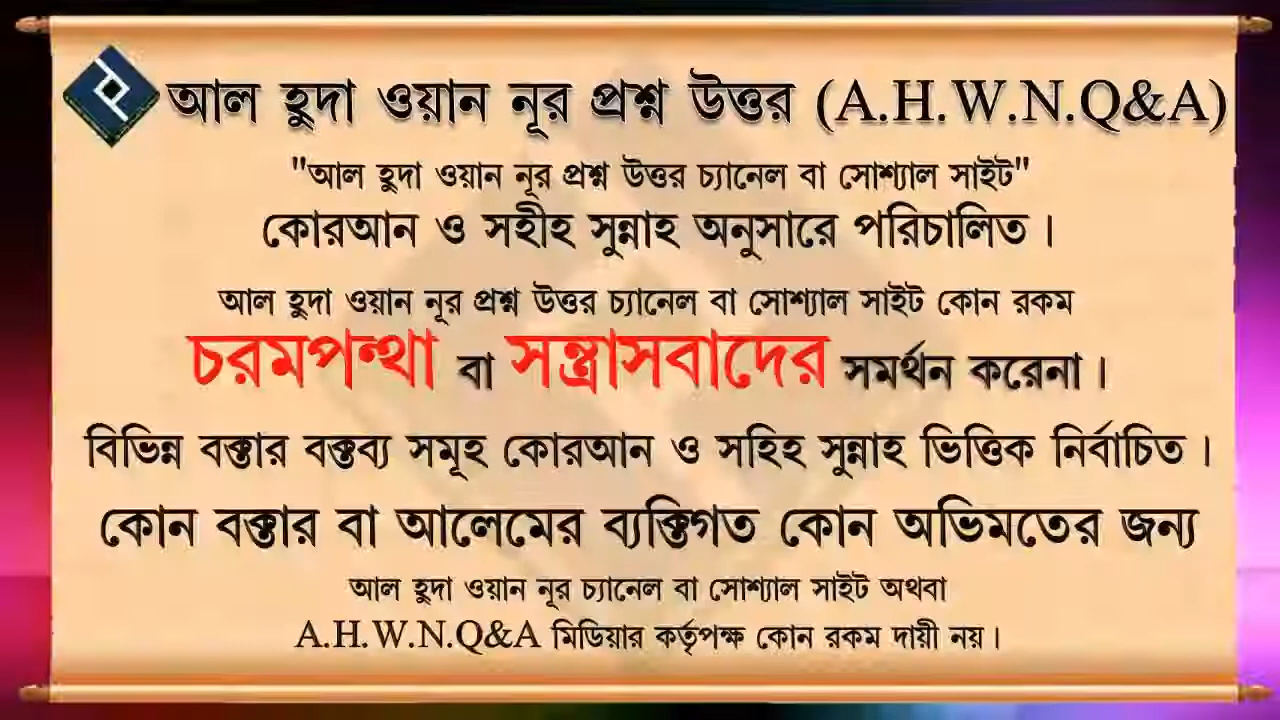 আল হুদা ওয়ান নূর প্রশ্ন উত্তর (A.H.W.N.Q&A)
"আল হুদা ওয়ান নূর প্রশ্ন উত্তর চ্যানেল বা সোশ্যাল সাইট"
কোরআন ও সহীহ সুন্নাহ অনুসারে পরিচালিত।
আল হুদা ওয়ান নূর প্রশ্ন উত্তর চ্যানেল বা সোশ্যাল সাইট কোন রকম
চরমপন্থা বা সন্ত্রাসবাদের সমর্থন করেনা।
বিভিন্ন বক্তার বক্তব্য সমূহ কোরআন ও সহিহ সুন্নাহ ভিত্তিক নির্বাচিত।
কোন বক্তার বা আলেমের ব্যক্তিগত কোন অভিমতের জন্য
আল হুদা ওয়ান নূর চ্যানেল বা সোশ্যাল সাইট অথবা
A.H.W.N.Q&A মিডিয়ার কর্তৃপক্ষ কোন রকম দায়ী নয়।